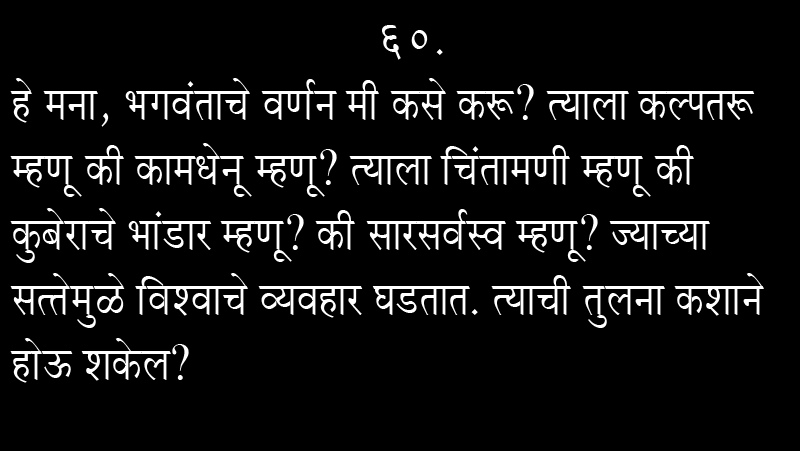 ६०.
हे मना, भगवंताचे वर्णन मी कसे करू? त्याला कल्पतरू
म्हणू की कामधेनू म्हणू? त्याला चिंतामणी म्हणू की
कुबेराचे भांडार म्हणू? की सारसर्वस्व म्हणू? ज्याच्या
सत्तेमुळे विश्वाचे व्यवहार घडतात. त्याची तुलना कशाने
होऊ शकेल?